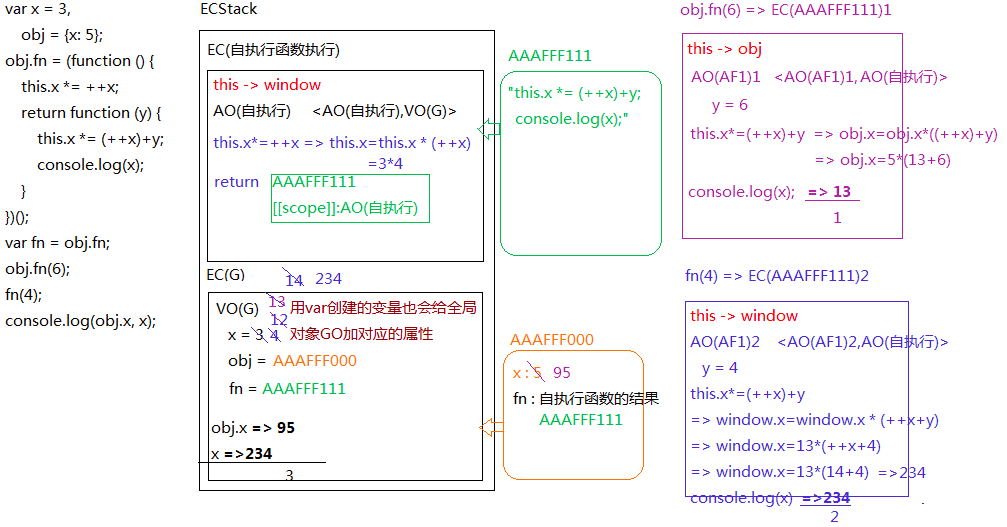 var x = 3,
obj = {x: 5};
obj.fn = (function () {
this.x *= ++x;
return function (y) {
this.x *= (++x)+y;
console.log(x);
}
})();
var fn = obj.fn;
obj.fn(6);
fn(4);
console.log(obj.x, x);
ECStack
EC(自执行函数执行)
this -> window
AO(自执行) <AO(自执行),VO(G)>
this.x*=++x => this.x=this.x * (++x)
=3*4
return AAAFFF111
[[scope]]:AO(自执行)
EC(G)
14 234
13
12
VO(G) 用var创建的变量也会给全局
x = 3 4 对象GO加对应的属性
obj = AAAFFF000
fn = AAAFFF111
obj.x => 95
x =>234
3
AAAFFF111
"this.x *= (++x)+y;
console.log(x);"
AAAFFF000
x : 5 95
fn : 自执行函数的结果
AAAFFF111
obj.fn(6) => EC(AAAFFF111)1
this -> obj
AO(AF1)1 <AO(AF1)1, AO(自执行)>
y = 6
this.x*=(++x)+y => obj.x=obj.x*((++x)+y)
=> obj.x=5*(13+6)
console.log(x); => 13
1
fn(4) => EC(AAAFFF111)2
this -> window
AO(AF1)2 <AO(AF1)2,AO(自执行)>
y = 4
this.x*=(++x)+y
=> window.x=window.x * (++x+y)
=> window.x=13*(++x+4)
=> window.x=13*(14+4) =>234
console.log(x) =>234
2